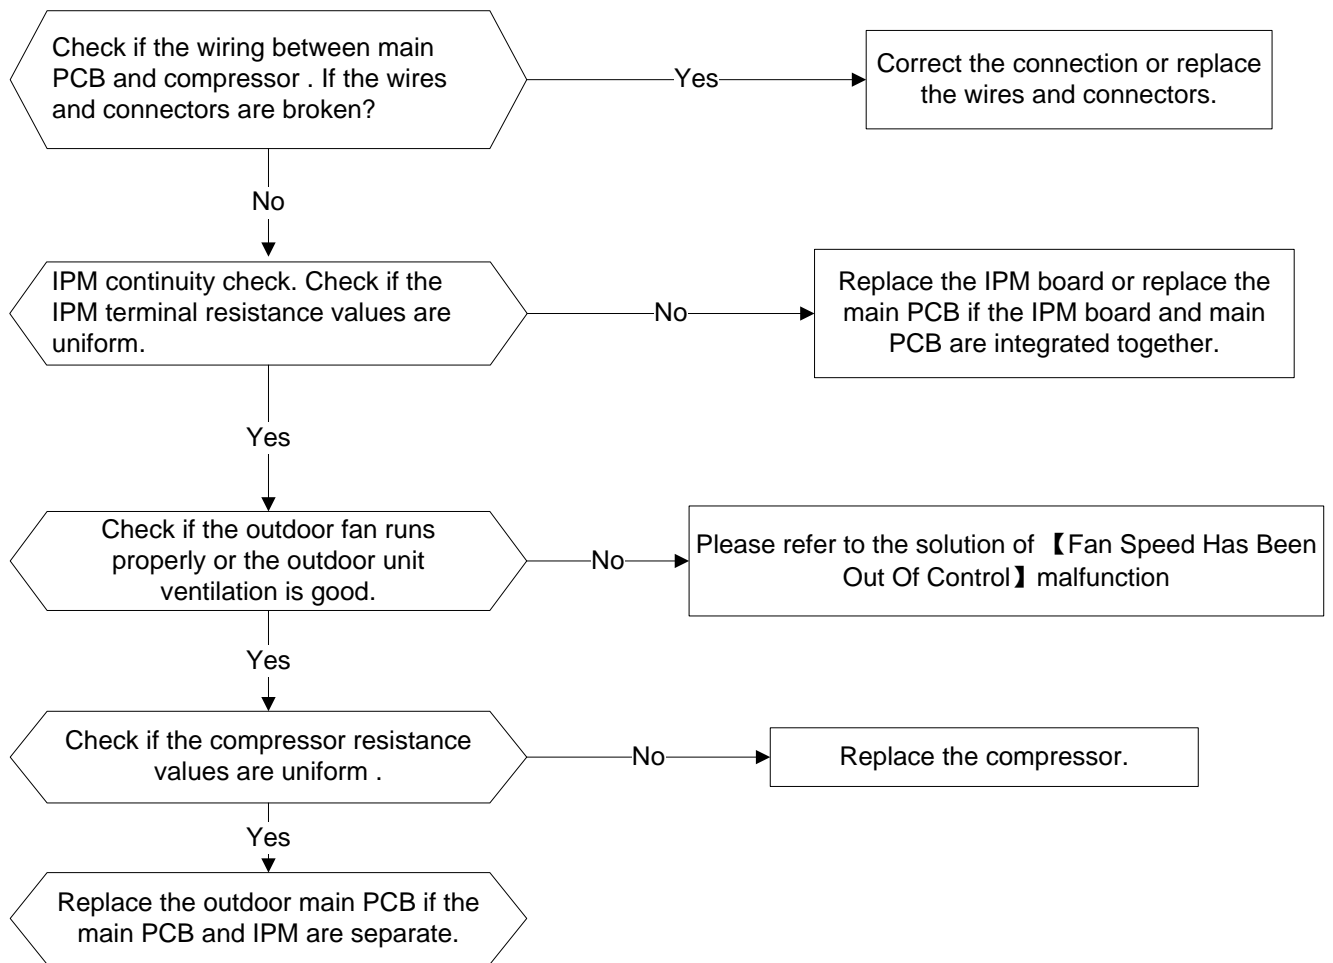 Check if the wiring between main
PCB and compressor . If the wires
and connectors are broken?
Yes
Correct the connection or replace
the wires and connectors.
No
IPM continuity check. Check if the
IPM terminal resistance values are
uniform.
No
Replace the IPM board or replace the
main PCB if the IPM board and main
PCB are integrated together.
Yes
Check if the outdoor fan runs
properly or the outdoor unit
ventilation is good.
No
Please refer to the solution of 【Fan Speed Has Been
Out Of Control】malfunction
Yes
Check if the compressor resistance
values are uniform .
No
Replace the compressor.
Yes
Replace the outdoor main PCB if the
main PCB and IPM are separate.